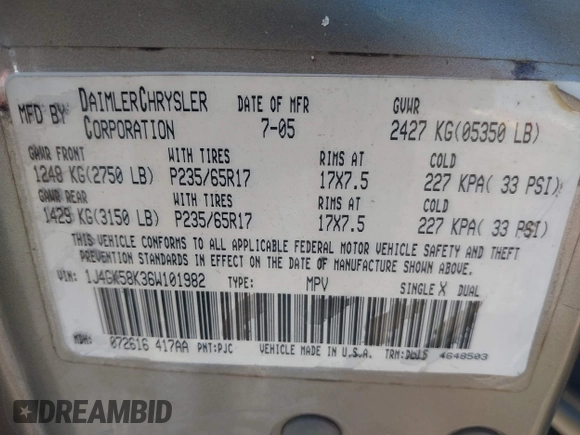 MFD BY DAIMLERCHRYSLER CORPORATION DATE OF MFR 7-05 GVWR 2427 KG(05350 LB)
GWWR FRONT WITH TIRES RIMS AT COLD
1248 KG(2750 LB) P235/65R17 17X7.5 227 KPA( 33 PSI)
GWWR REAR WITH TIRES RIMS AT COLD
1429 KG(3150 LB) P235/65R17 17X7.5 227 KPA( 33 PSI)
THIS VEHICLE CONFORMS TO ALL APPLICABLE FEDERAL MOTOR VEHICLE SAFETY AND THEFT
PREVENTION STANDARDS IN EFFECT ON THE DATE OF MANUFACTURE SHOWN ABOVE.
VIN: 1J4GW58K36W101982 TYPE: MPV SINGLE X DUAL
MDH: 072616 417AA PNT:PJC VEHICLE MADE IN U.S.A. TRM: 4648503
DREAMBID